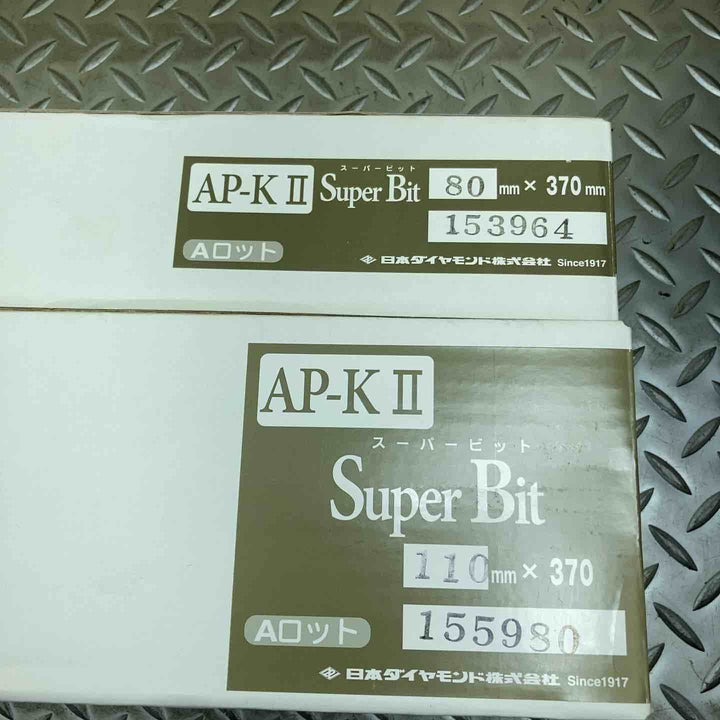 スーパービット
AP-K II Super Bit 80 mm × 370 mm
153964
Aロット
日本ダイヤモンド株式会社 Since1917
AP-K II
スーパービット
Super Bit
110 mm × 370
Aロット 155980
日本ダイヤモンド株式会社 Since1917